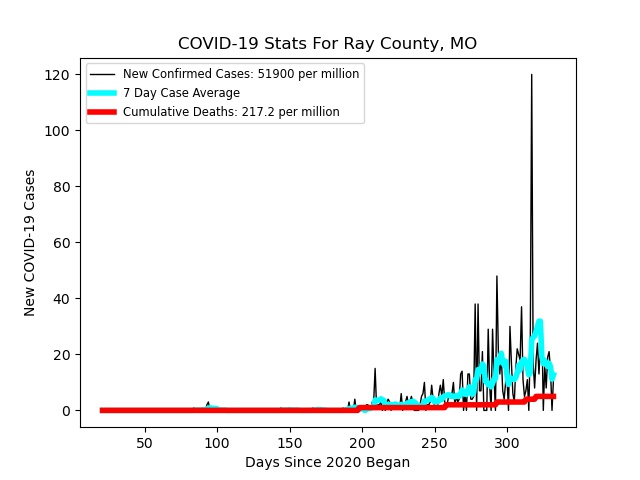 COVID-19 Stats For Ray County, MO
New Confirmed Cases: 51900 per million
7 Day Case Average
Cumulative Deaths: 217.2 per million
New COVID-19 Cases
120
100
80
60
40
20
0
50
100
150
200
250
300
Days Since 2020 Began